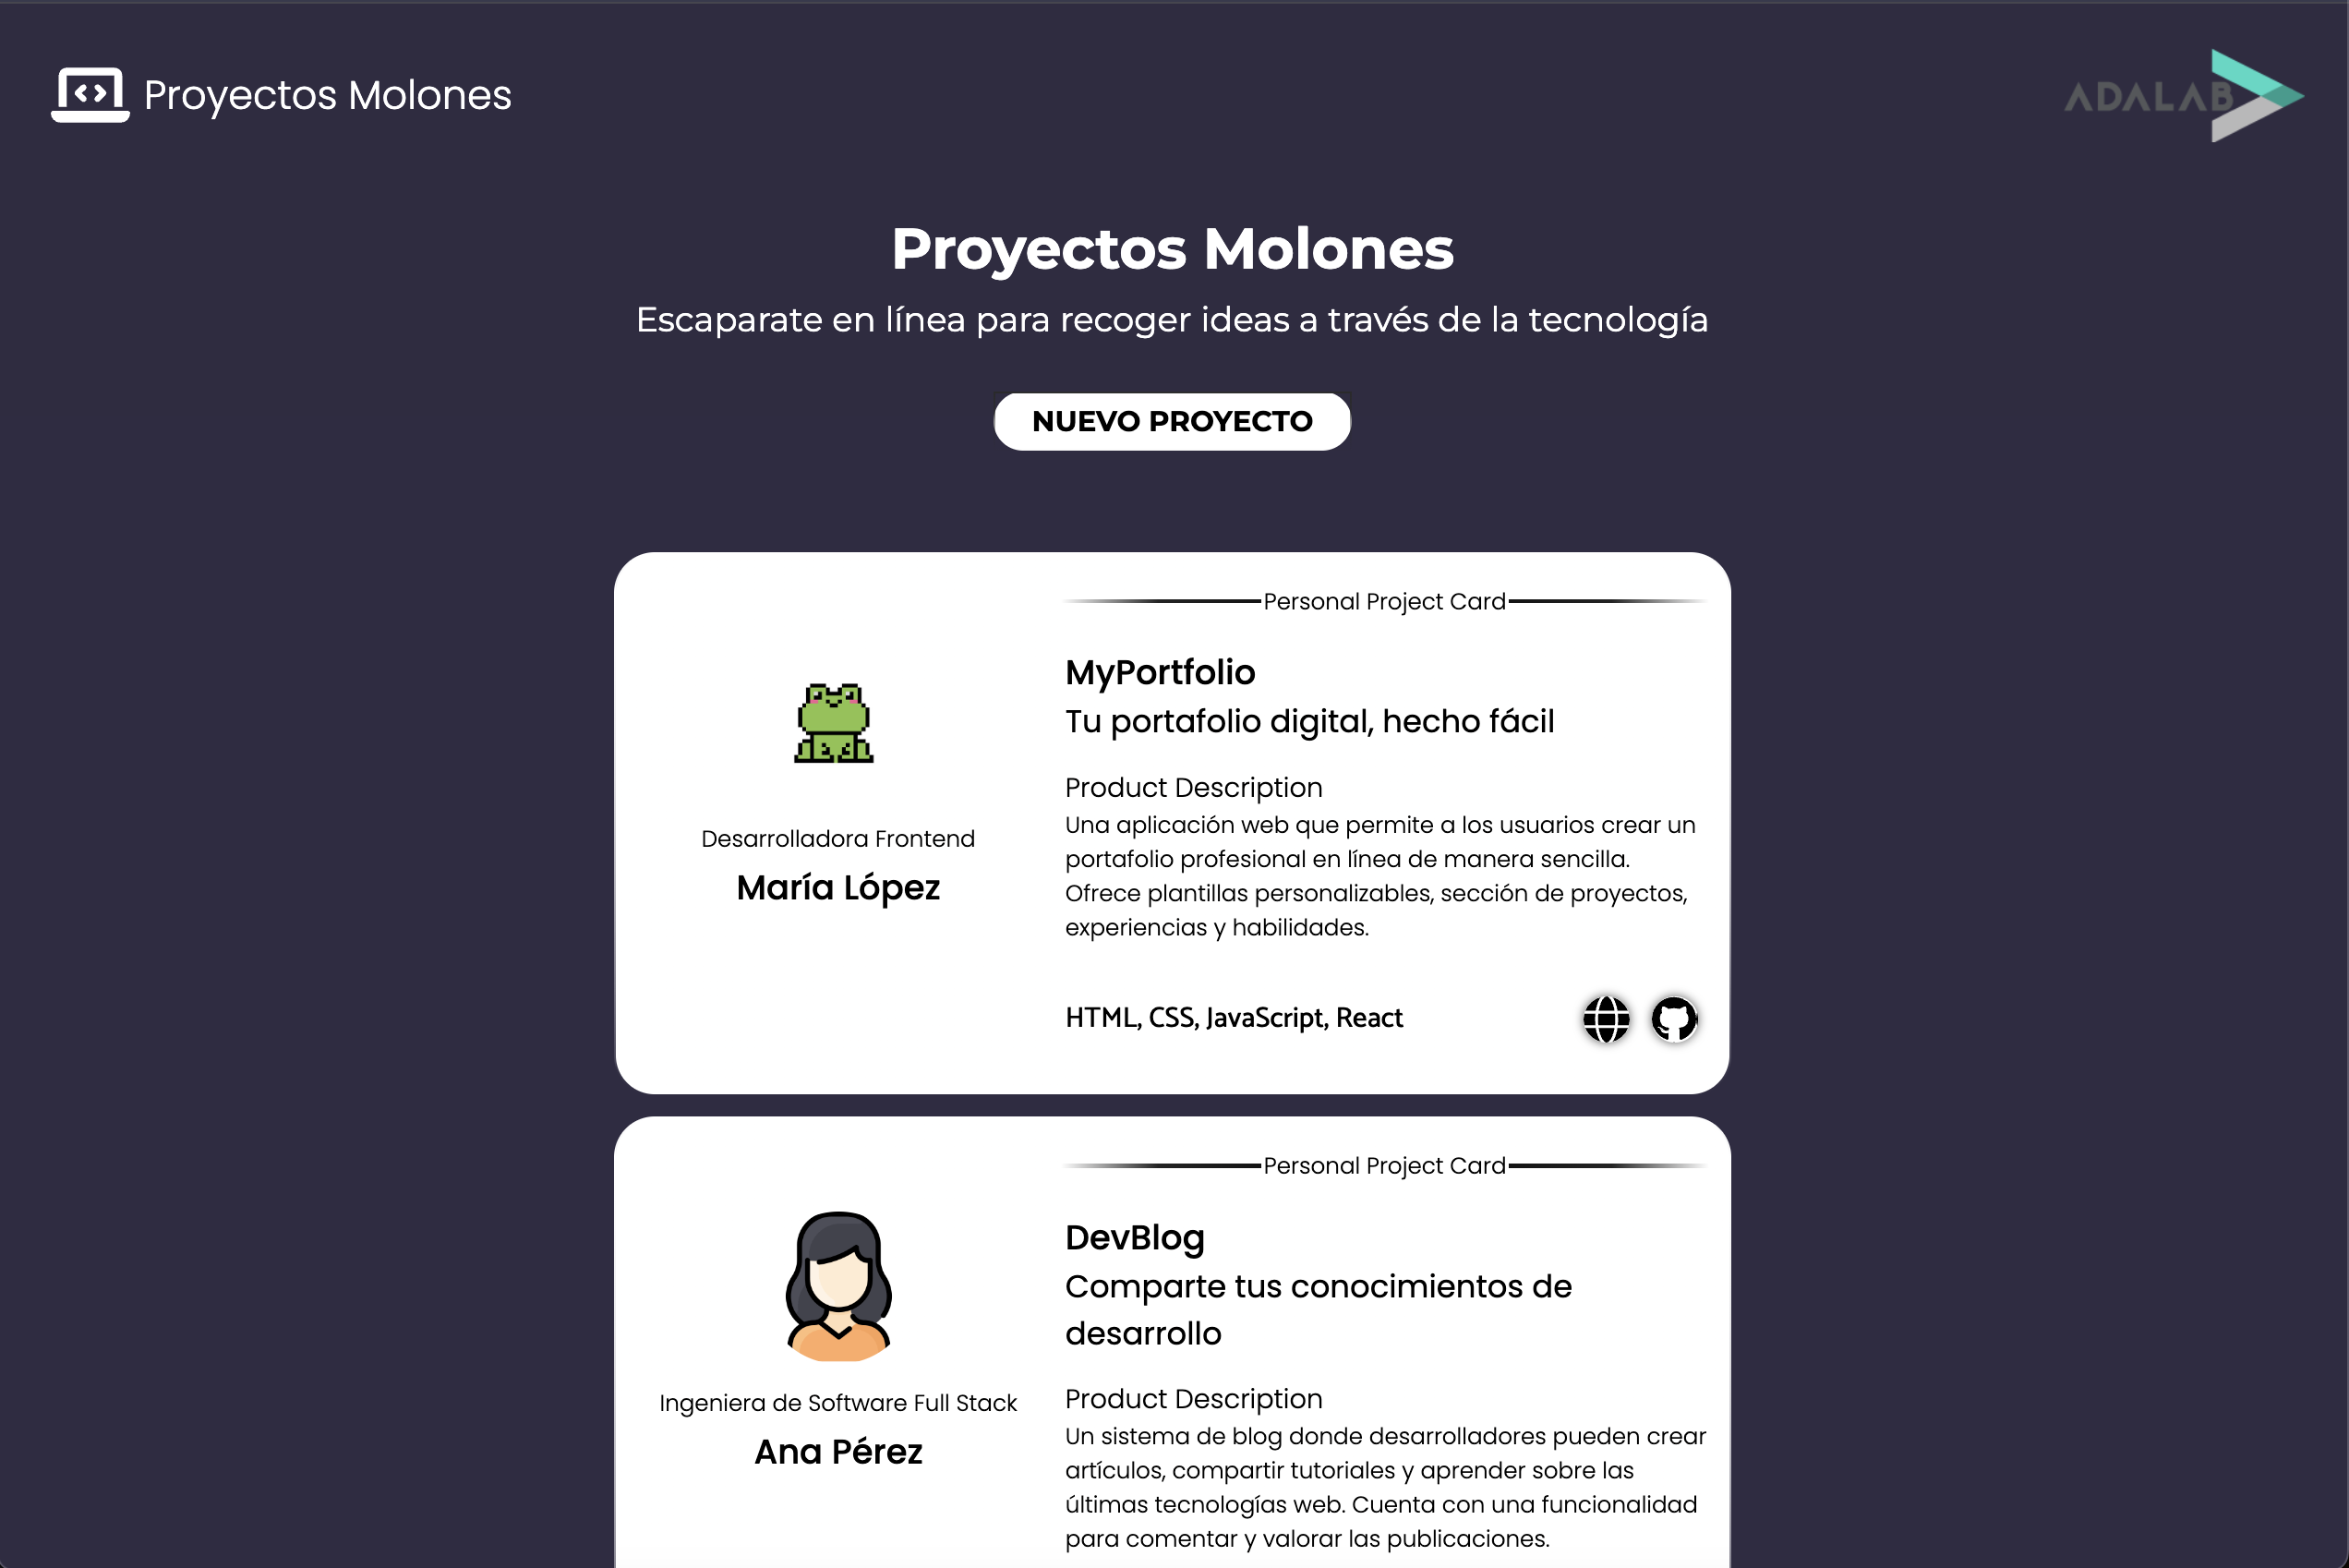 Proyectos Molones
ADALAB
Proyectos Molones
Escaparate en línea para recoger ideas a través de la tecnología
NUEVO PROYECTO
Personal Project Card
MyPortfolio
Tu portafolio digital, hecho fácil
Product Description
Una aplicación web que permite a los usuarios crear un
portafolio profesional en línea de manera sencilla.
Ofrece plantillas personalizables, sección de proyectos,
experiencias y habilidades.
Desarrolladora Frontend
María López
HTML, CSS, JavaScript, React
Personal Project Card
DevBlog
Comparte tus conocimientos de
desarrollo
Product Description
Un sistema de blog donde desarrolladores pueden crear
artículos, compartir tutoriales y aprender sobre las
últimas tecnologías web. Cuenta con una funcionalidad
para comentar y valorar las publicaciones.
Ingeniera de Software Full Stack
Ana Pérez